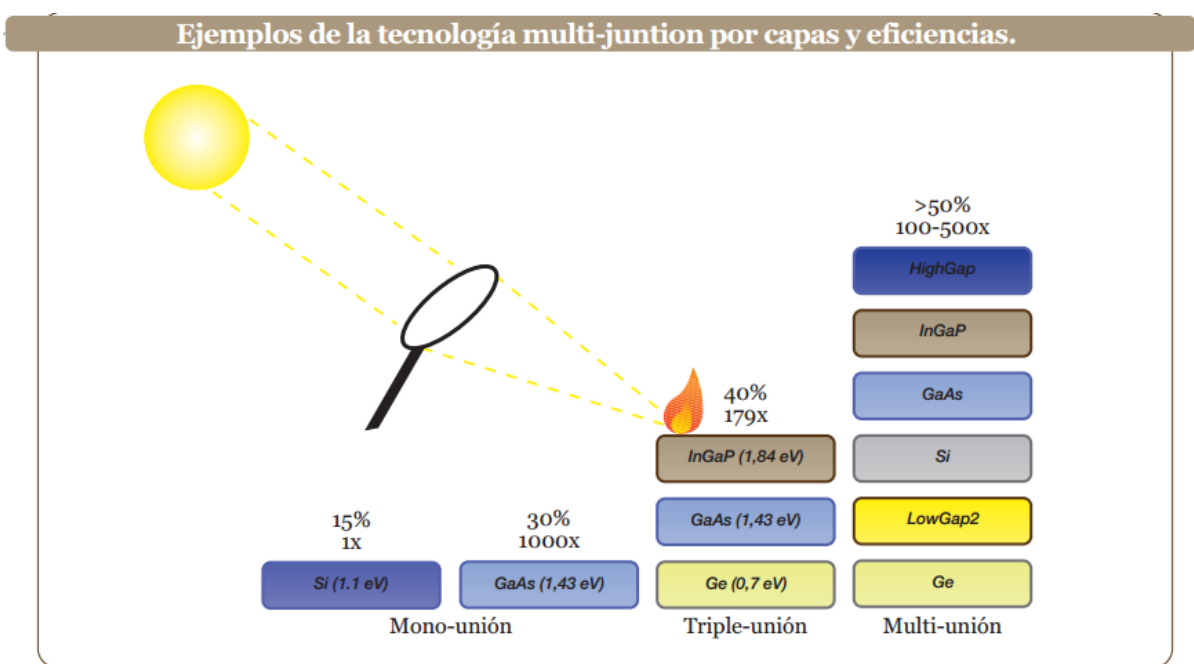 Ejemplos de la tecnología multi-juntion por capas y eficiencias.
>50%
100-500x
HighGap
InGaP
GaAs
Si
LowGap2
Ge
40%
179x
InGaP (1,84 eV)
GaAs (1,43 eV)
Ge (0,7 eV)
15%
1x
Si (1.1 eV)
30%
1000x
GaAs (1,43 eV)
Mono-unión
Triple-unión
Multi-unión